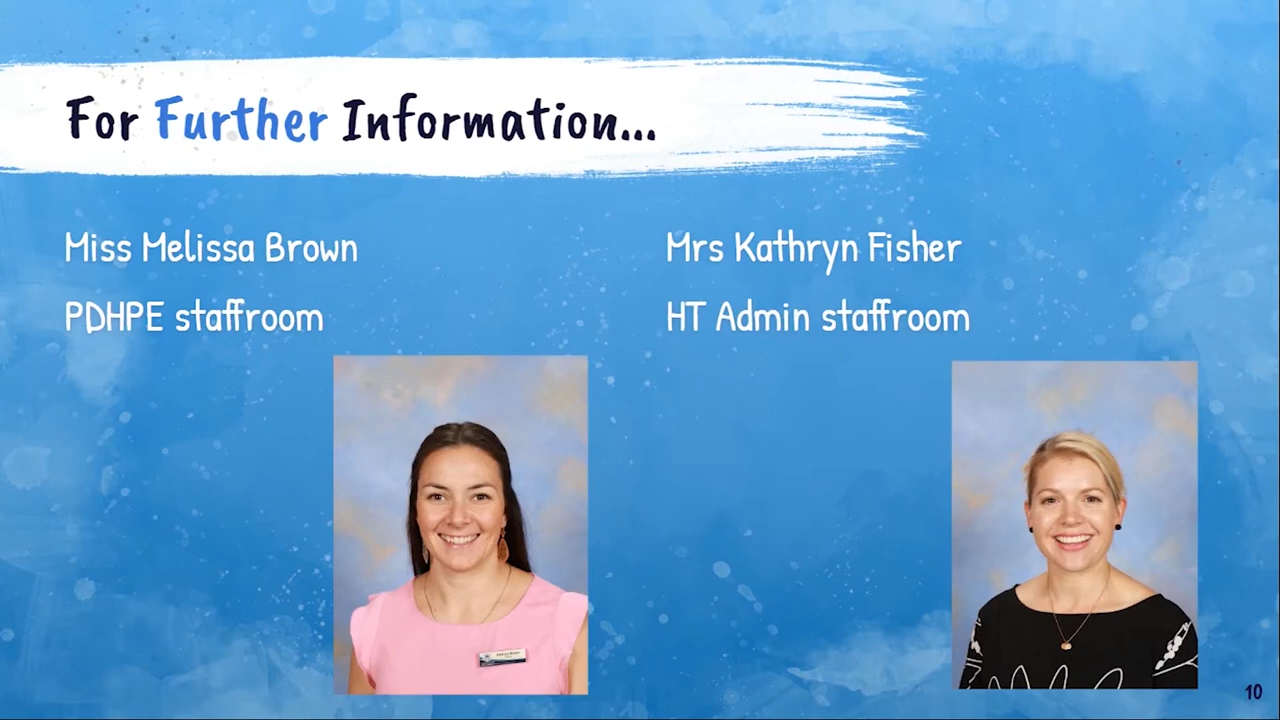 For Further Information...
Miss Melissa Brown
PDHPE staffroom
Mrs Kathryn Fisher
HT Admin staffroom
10